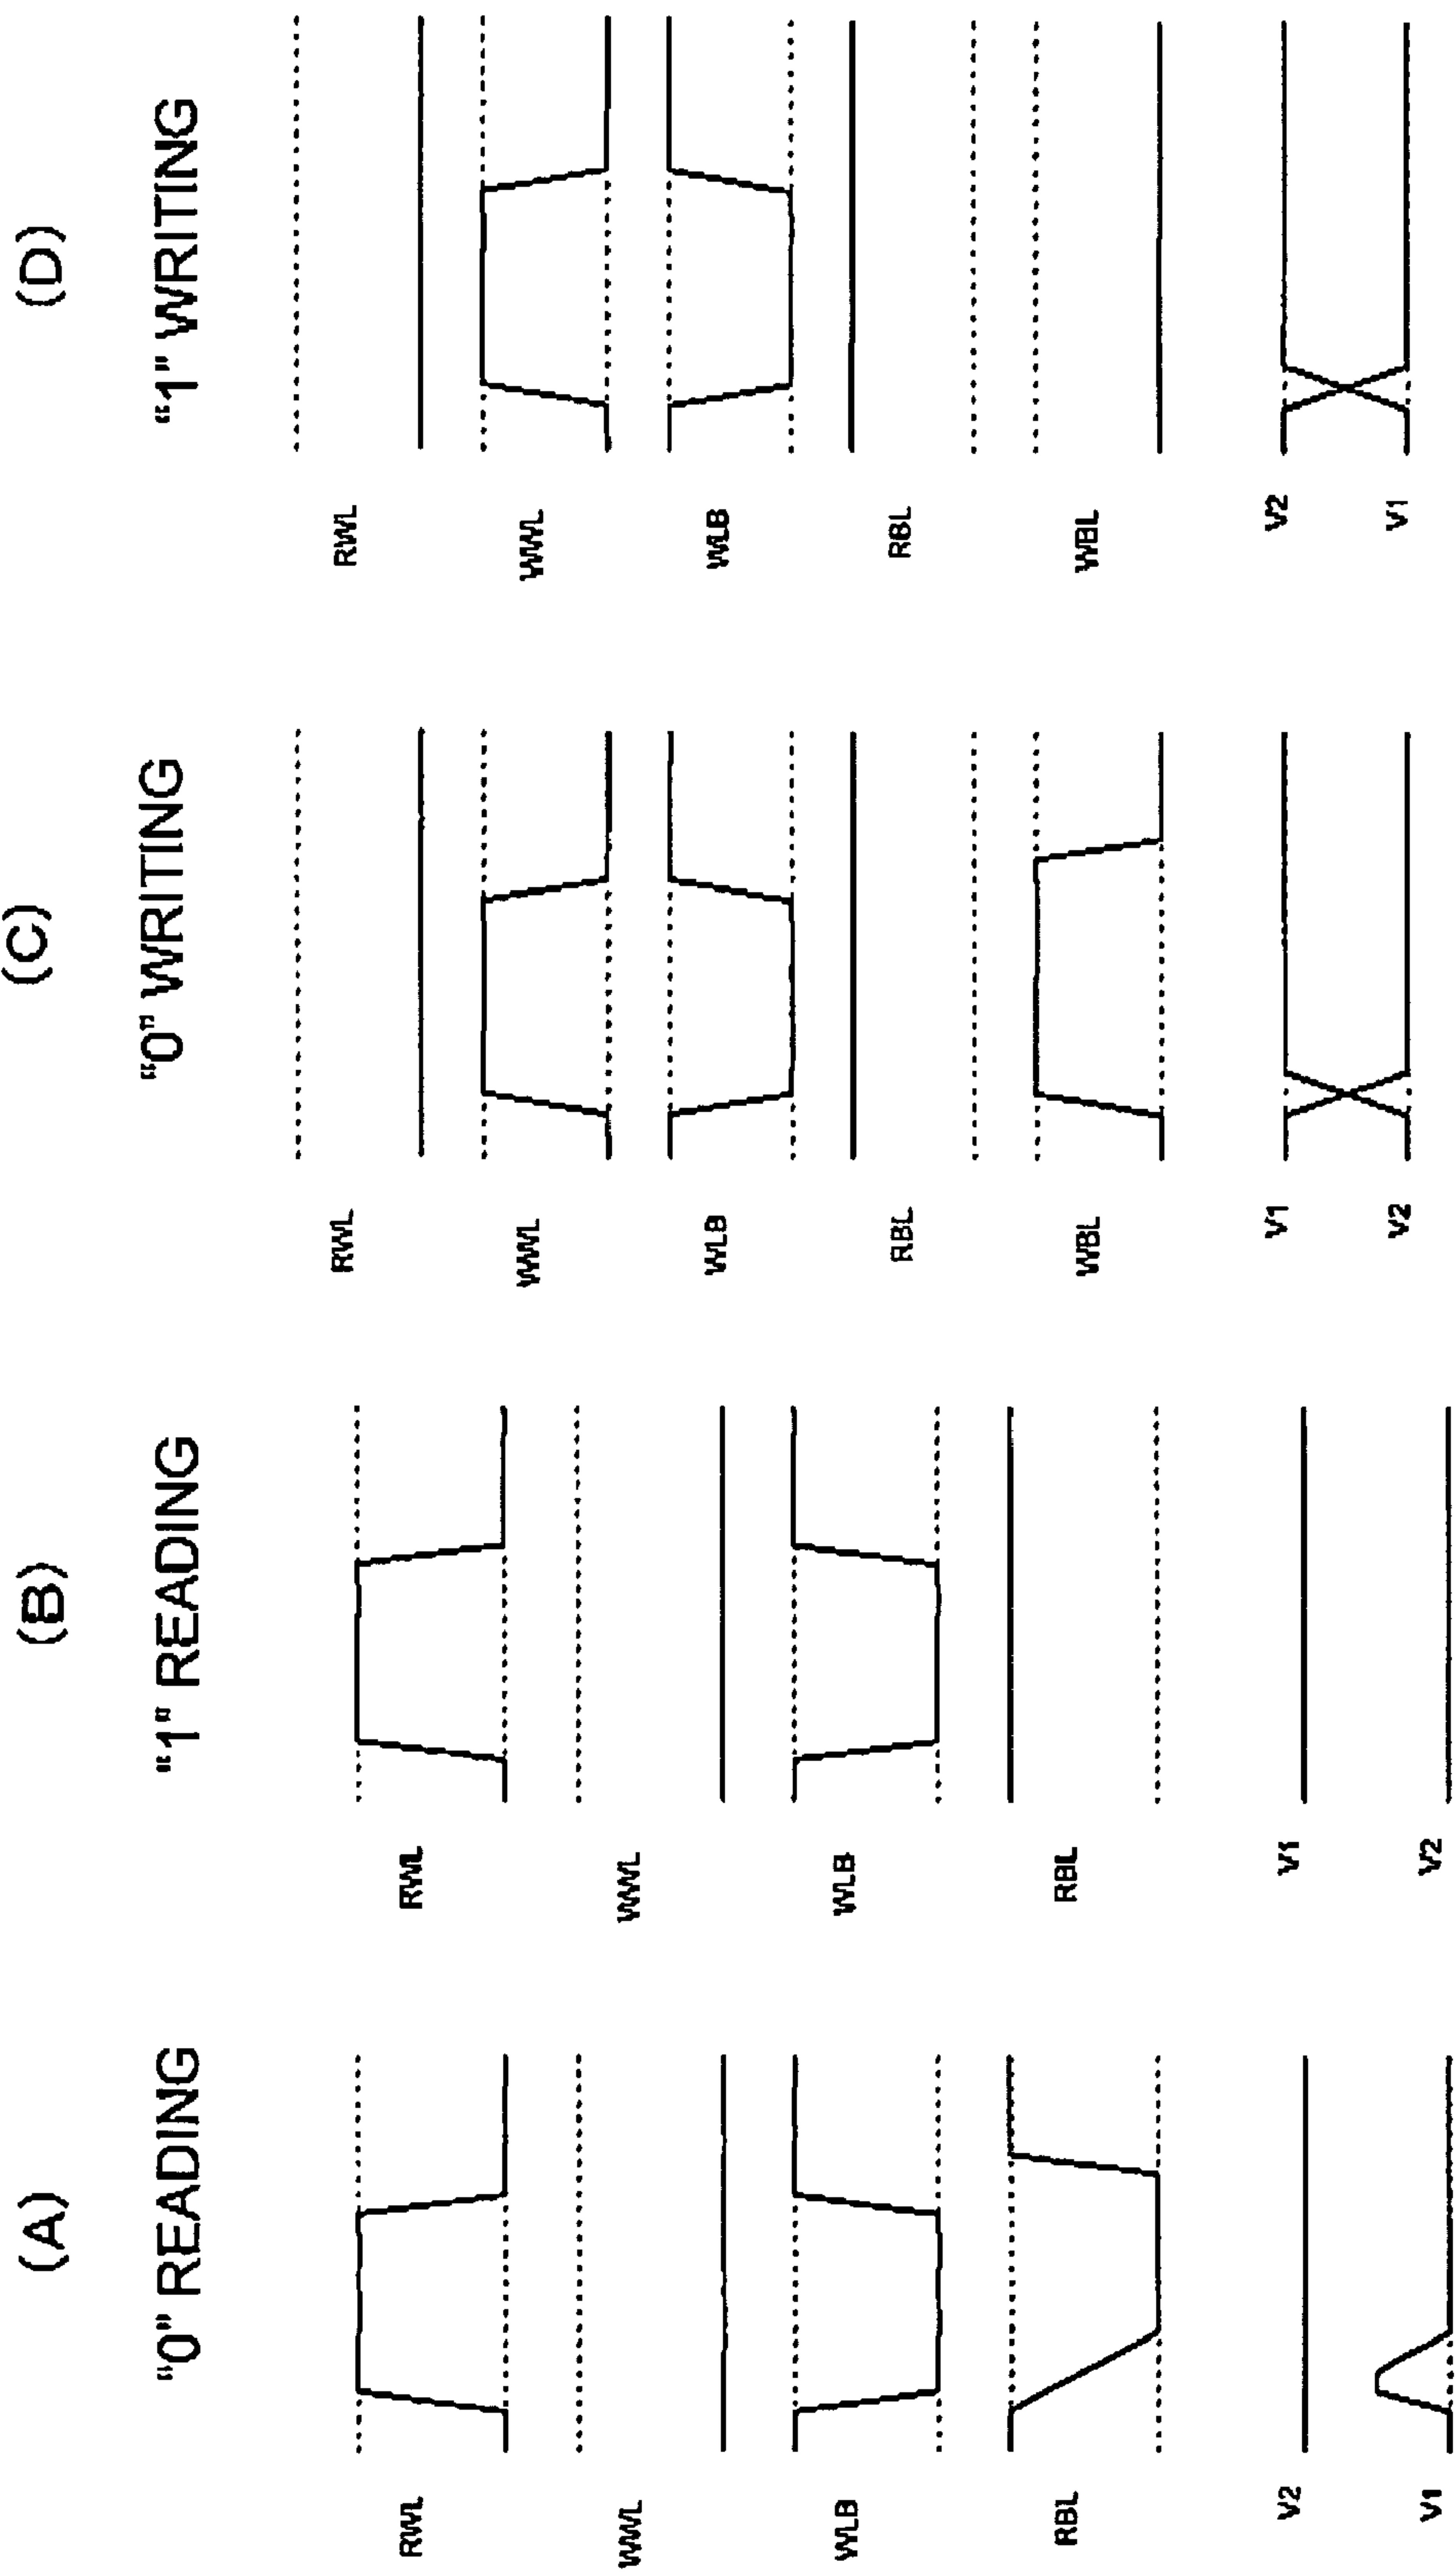 (A)
"0" READING
RWL
WWL
WLB
RBL
V2
V1
(B)
"1" READING
RWL
WWL
WLB
RBL
V1
V2
(C)
"0" WRITING
RWL
WWL
WLB
RBL
WBL
V1
V2
(D)
"1" WRITING
RWL
WWL
WLB
RBL
WBL
V2
V1